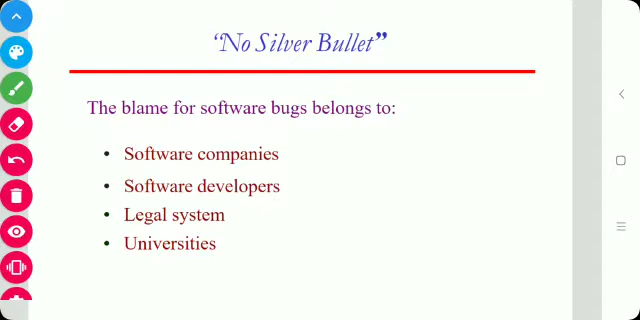 “No Silver Bullet”
The blame for software bugs belongs to:
• Software companies
• Software developers
• Legal system
• Universities